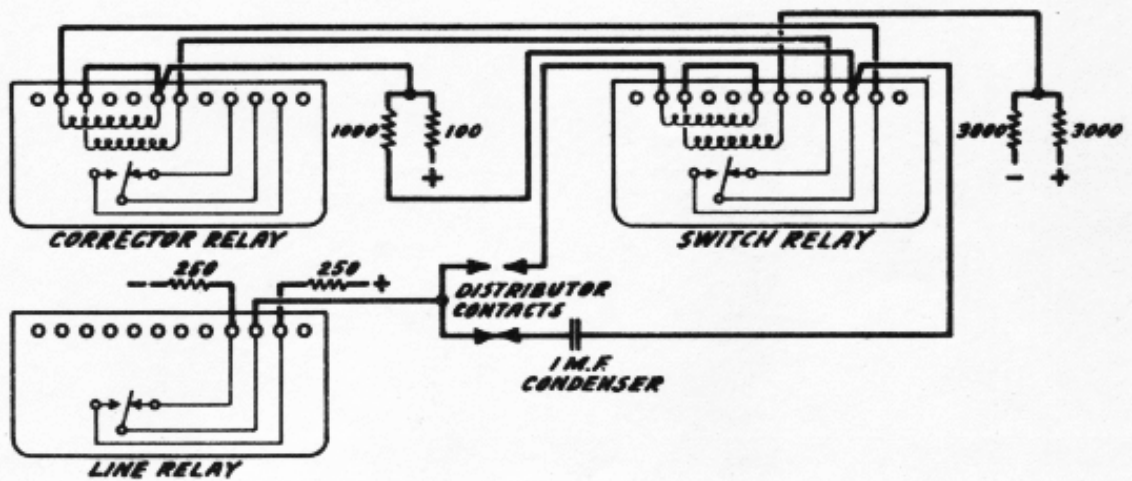 1000
100
+
3000
3000
-
+
CORRECTOR RELAY
SWITCH RELAY
-
250
250
+
DISTRIBUTOR
CONTACTS
1 M.F.
CONDENSER
LINE RELAY